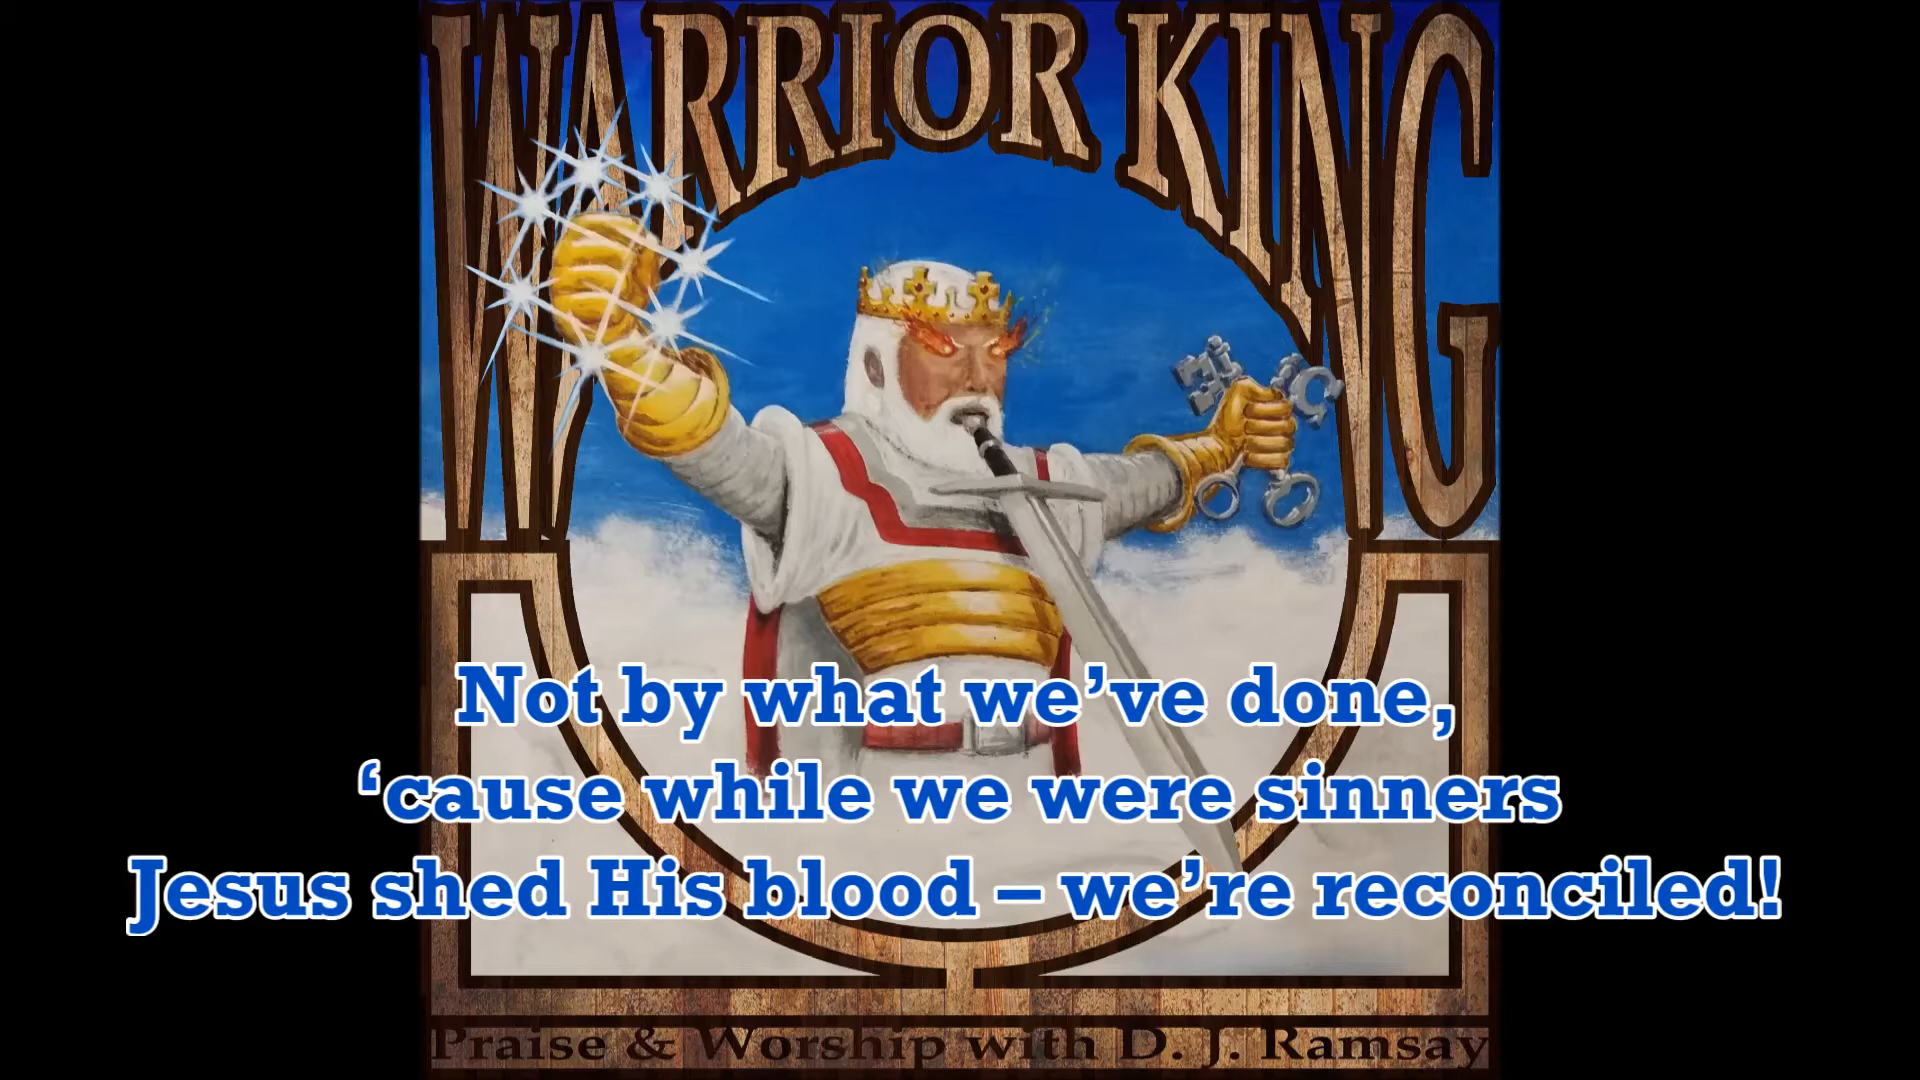 WARRIOR KING
Not by what we’ve done,
‘cause while we were sinners
Jesus shed His blood – we’re reconciled!
Praise & Worship with D. J. Ramsay